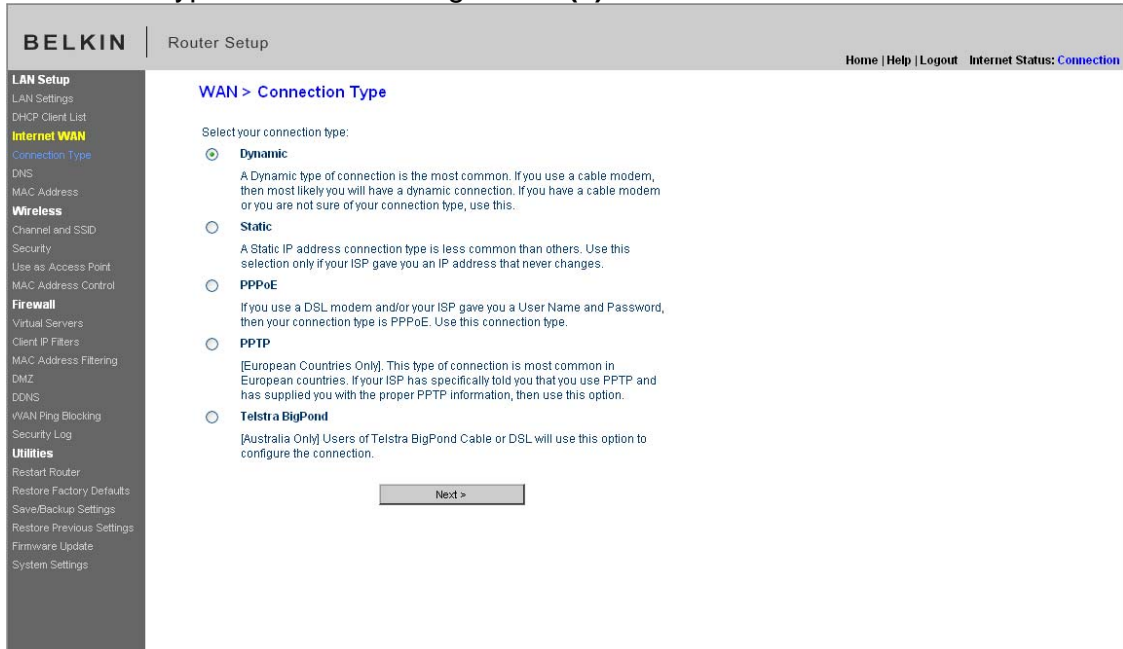 BELKIN
Router Setup
Home | Help | Logout Internet Status: Connection
LAN Setup
LAN Settings
DHCP Client List
Internet WAN
Connection Type
DNS
MAC Address
Wireless
Channel and SSID
Security
Use as Access Point
MAC Address Control
Firewall
Virtual Servers
Client IP Filters
MAC Address Filtering
DMZ
DDNS
WAN Ping Blocking
Security Log
Utilities
Restart Router
Restore Factory Defaults
Save/Backup Settings
Restore Previous Settings
Firmware Update
System Settings
WAN > Connection Type
Select your connection type:
Dynamic
A Dynamic type of connection is the most common. If you use a cable modem,
then most likely you will have a dynamic connection. If you have a cable modem
or you are not sure of your connection type, use this.
Static
A Static IP address connection type is less common than others. Use this
selection only if your ISP gave you an IP address that never changes.
PPPoE
If you use a DSL modem and/or your ISP gave you a User Name and Password,
then your connection type is PPPoE. Use this connection type.
PPTP
[European Countries Only]. This type of connection is most common in
European countries. If your ISP has specifically told you that you use PPTP and
has supplied you with the proper PPTP information, then use this option.
Telstra BigPond
[Australia Only] Users of Telstra BigPond Cable or DSL will use this option to
configure the connection.
Next >